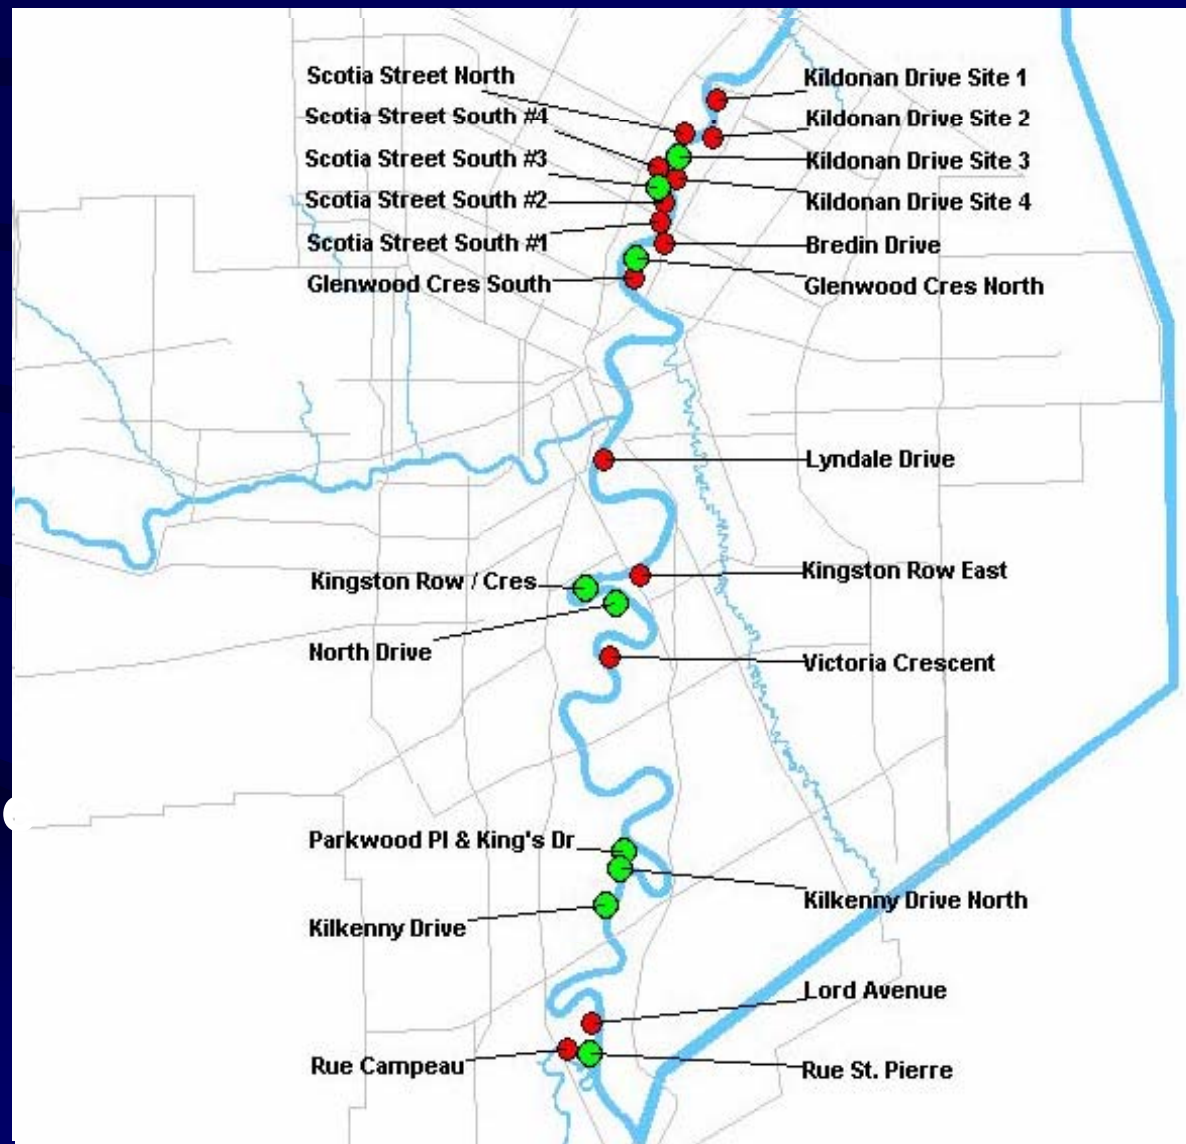 Scotia Street North
Kildonan Drive Site 1
Scotia Street South #4
Kildonan Drive Site 2
Scotia Street South #3
Kildonan Drive Site 3
Scotia Street South #2
Kildonan Drive Site 4
Scotia Street South #1
Bredin Drive
Glenwood Cres South
Glenwood Cres North
Lyndale Drive
Kingston Row / Cres
Kingston Row East
North Drive
Victoria Crescent
Parkwood Pl & King's Dr
Kilkenny Drive North
Kilkenny Drive
Lord Avenue
Rue Campeau
Rue St. Pierre